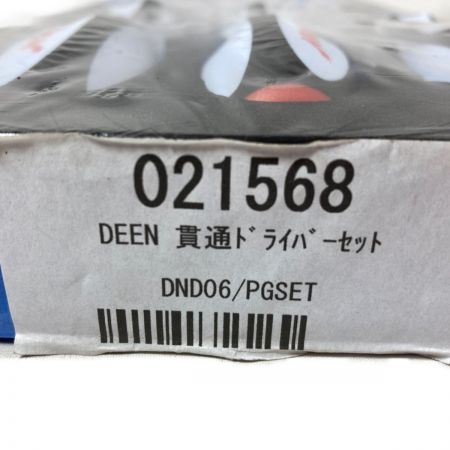 021568
DEEN 貫通ﾄﾞﾗｲﾊﾞｰｾｯﾄ
DND06/PGSET